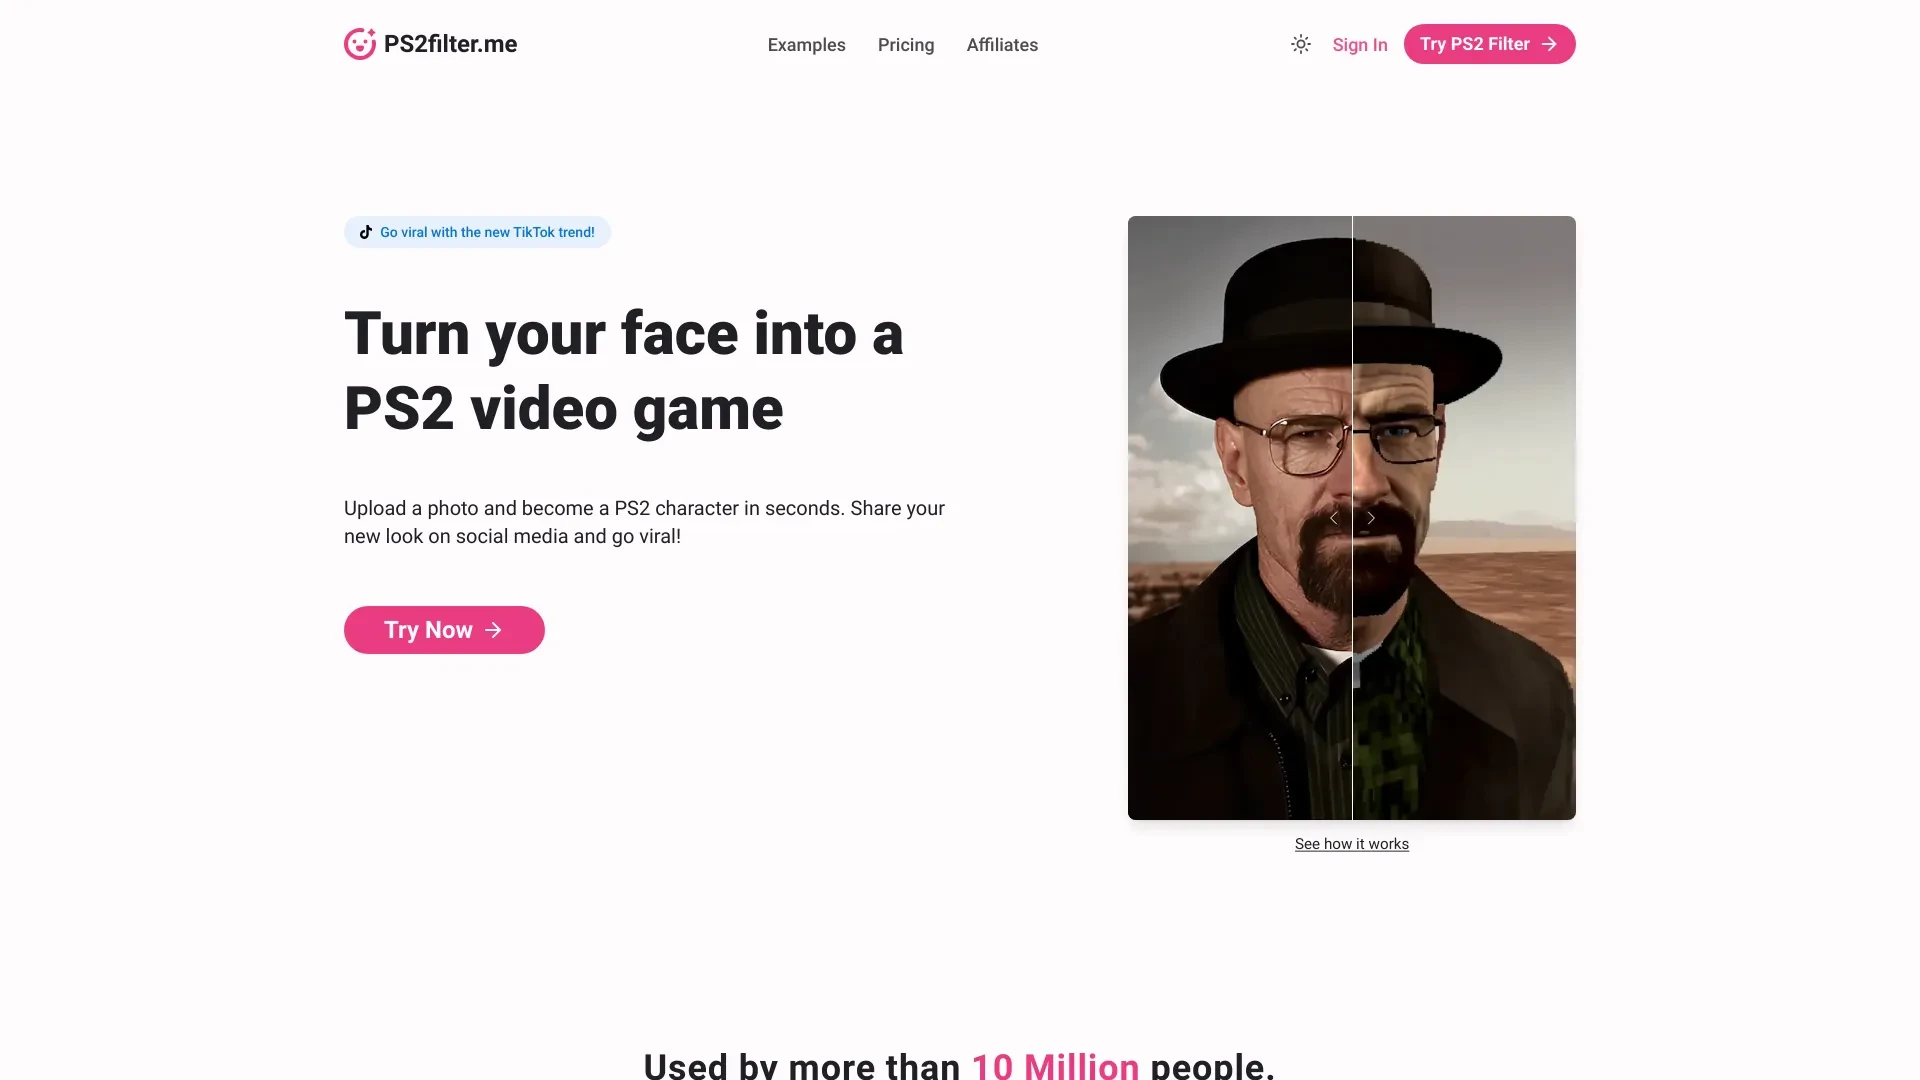 PS2filter.me
Examples
Pricing
Affiliates
Sign In
Try PS2 Filter
Go viral with the new TikTok trend!
Turn your face into a
PS2 video game
Upload a photo and become a PS2 character in seconds. Share your
new look on social media and go viral!
Try Now
See how it works
Used by more than 10 Million people.